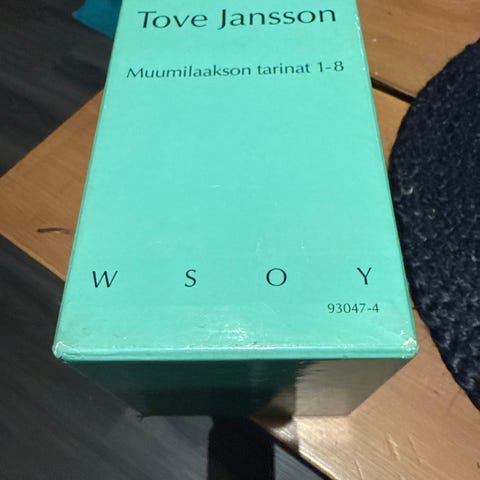 Tove Jansson
Muumilaakson tarinat 1-8
W S O Y
93047-4